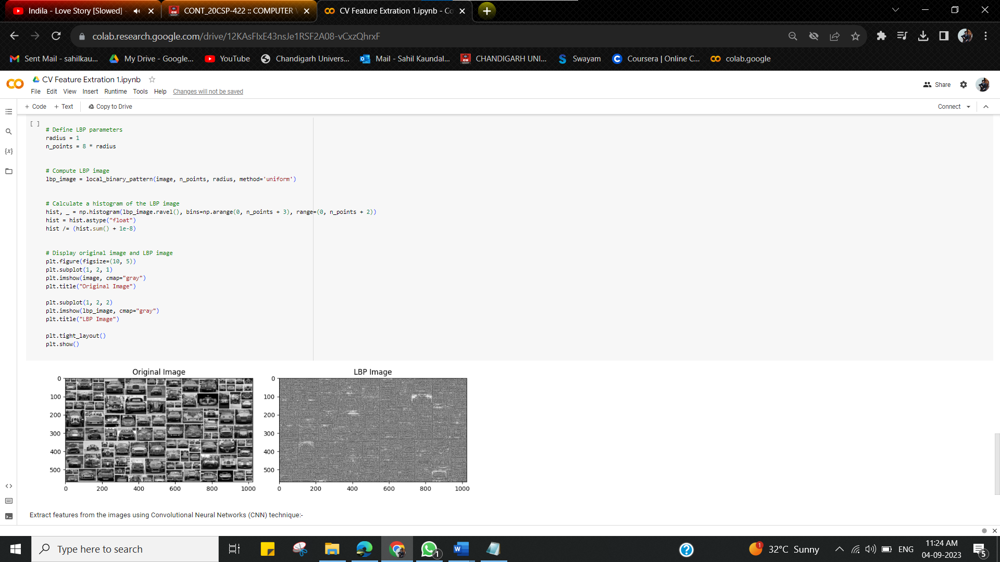 Indila - Love Story [Slowed] -
CONT_20CSP-422 :: COMPUTER V
CV Feature Extration 1.ipynb - Co
colab.research.google.com/drive/12KAsFIxE43nsJe1RSF2A08-vCxzQhrxF
Sent Mail - sahilkau...
My Drive - Google...
YouTube
Chandigarh Univers...
Mail - Sahil Kaundal...
CHANDIGARH UNI...
Swayam
Coursera | Online C...
colab.google
CV Feature Extration 1.ipynb
Share
File Edit View Insert Runtime Tools Help Changes will not be saved
+ Code + Text Copy to Drive
Connect
[ ]
# Define LBP parameters
radius = 1
n_points = 8 * radius
{x}
# Compute LBP image
lbp_image = local_binary_pattern(image, n_points, radius, method='uniform')
# Calculate a histogram of the LBP image
hist, _ = np.histogram(lbp_image.ravel(), bins=np.arange(0, n_points + 3), range=(0, n_points + 2))
hist = hist.astype("float")
hist /= (hist.sum() + 1e-8)
# Display original image and LBP image
plt.figure(figsize=(10, 5))
plt.subplot(1, 2, 1)
plt.imshow(image, cmap="gray")
plt.title("Original Image")
plt.subplot(1, 2, 2)
plt.imshow(lbp_image, cmap="gray")
plt.title("LBP Image")
plt.tight_layout()
plt.show()
Original Image
0
100
200
300
400
500
0 200 400 600 800 1000
LBP Image
0
100
200
300
400
500
0 200 400 600 800 1000
Extract features from the images using Convolutional Neural Networks (CNN) technique:-
Type here to search
1
1
32°C Sunny
ENG
11:24 AM
04-09-2023
5